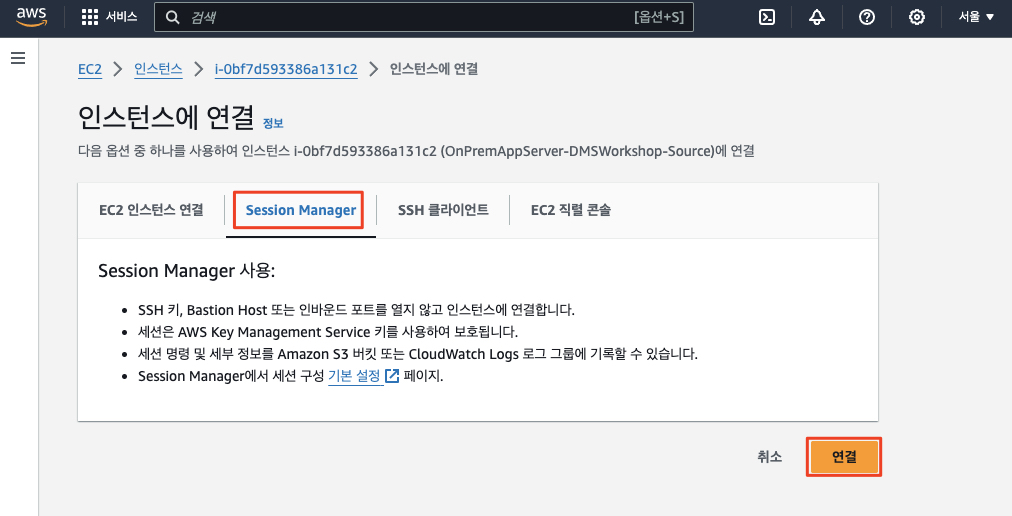 aws
서비스
검색
[옵션+S]
서울
EC2 > 인스턴스 > i-0bf7d593386a131c2 > 인스턴스에 연결
인스턴스에 연결 정보
다음 옵션 중 하나를 사용하여 인스턴스 i-0bf7d593386a131c2 (OnPremAppServer-DMSWorkshop-Source)에 연결
EC2 인스턴스 연결
Session Manager
SSH 클라이언트
EC2 직렬 콘솔
Session Manager 사용:
• SSH 키, Bastion Host 또는 인바운드 포트를 열지 않고 인스턴스에 연결합니다.
• 세션은 AWS Key Management Service 키를 사용하여 보호됩니다.
• 세션 명령 및 세부 정보를 Amazon S3 버킷 또는 CloudWatch Logs 로그 그룹에 기록할 수 있습니다.
• Session Manager에서 세션 구성 기본 설정 페이지.
취소
연결